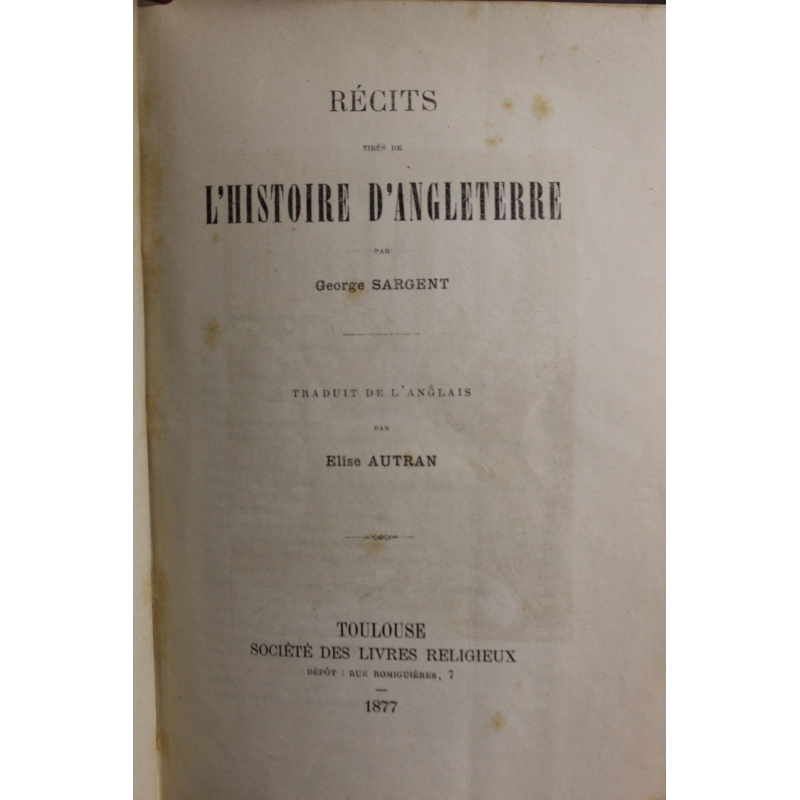 RÉCITS
TIRÉS DE
L'HISTOIRE D'ANGLETERRE
PAR
George SARGENT
TRADUIT DE L'ANGLAIS
PAR
Elise AUTRAN
TOULOUSE
SOCIÉTÉ DES LIVRES RELIGIEUX
DÉPÔT : RUE ROMIGUIÈRES, 7
1877